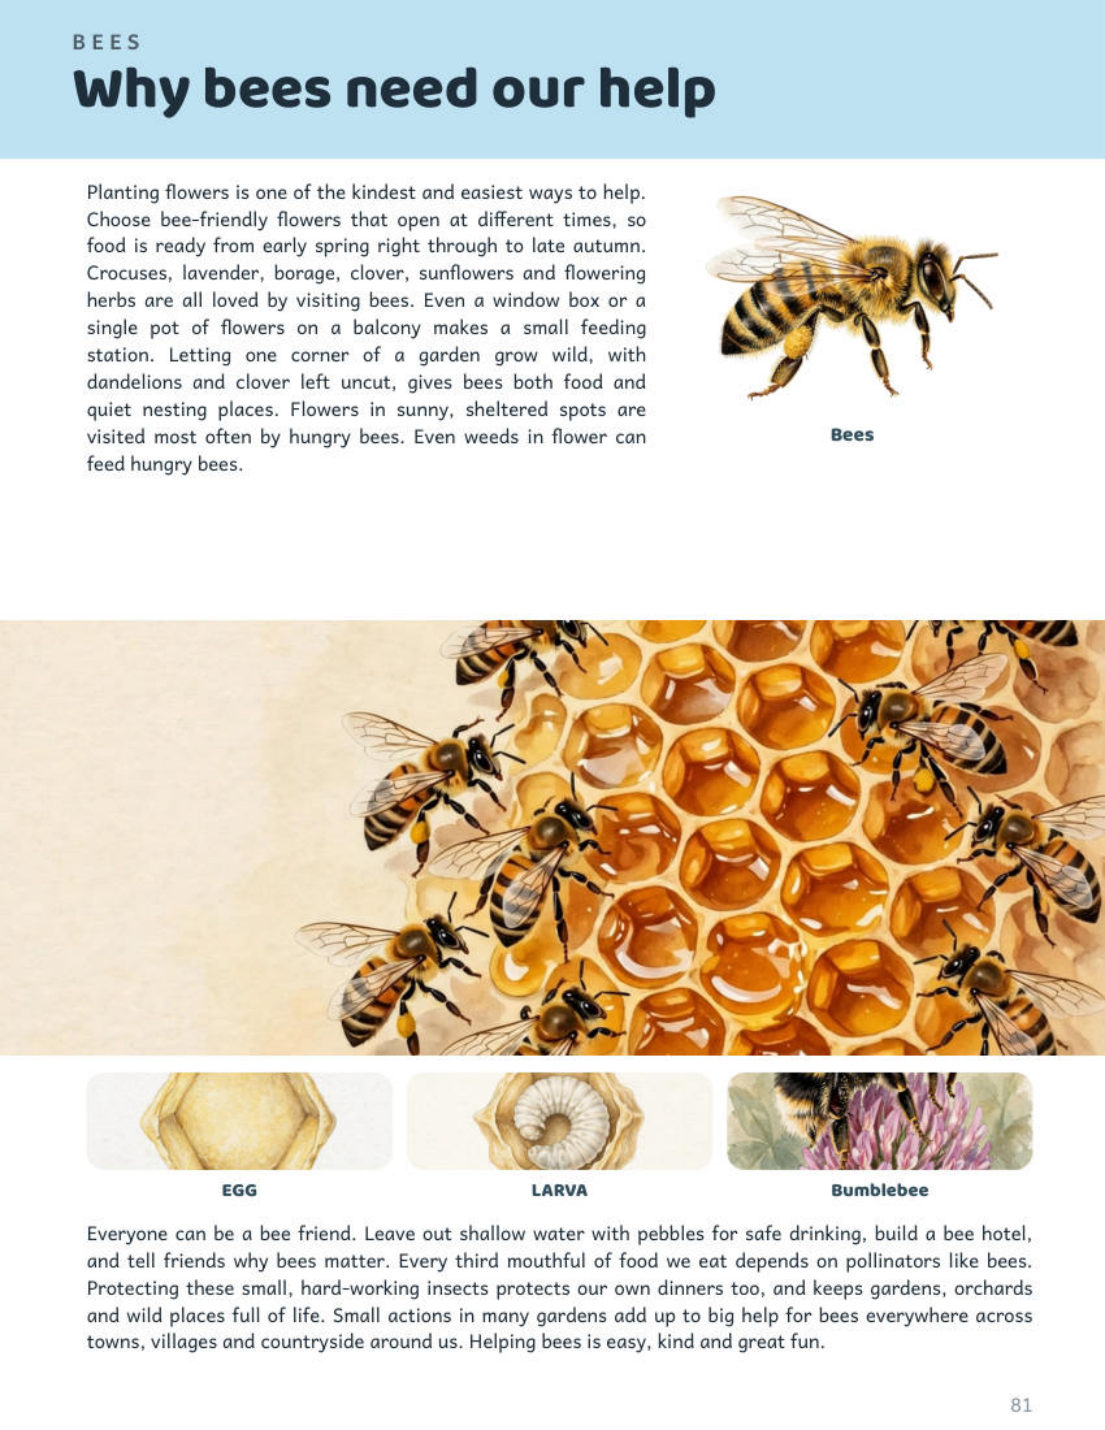 BEES
Why bees need our help
Planting flowers is one of the kindest and easiest ways to help.
Choose bee-friendly flowers that open at different times, so
food is ready from early spring right through to late autumn.
Crocuses, lavender, borage, clover, sunflowers and flowering
herbs are all loved by visiting bees. Even a window box or a
single pot of flowers on a balcony makes a small feeding
station. Letting one corner of a garden grow wild, with
dandelions and clover left uncut, gives bees both food and
quiet nesting places. Flowers in sunny, sheltered spots are
visited most often by hungry bees. Even weeds in flower can
feed hungry bees.
Bees
EGG
LARVA
Bumblebee
Everyone can be a bee friend. Leave out shallow water with pebbles for safe drinking, build a bee hotel,
and tell friends why bees matter. Every third mouthful of food we eat depends on pollinators like bees.
Protecting these small, hard-working insects protects our own dinners too, and keeps gardens, orchards
and wild places full of life. Small actions in many gardens add up to big help for bees everywhere across
towns, villages and countryside around us. Helping bees is easy, kind and great fun.
81